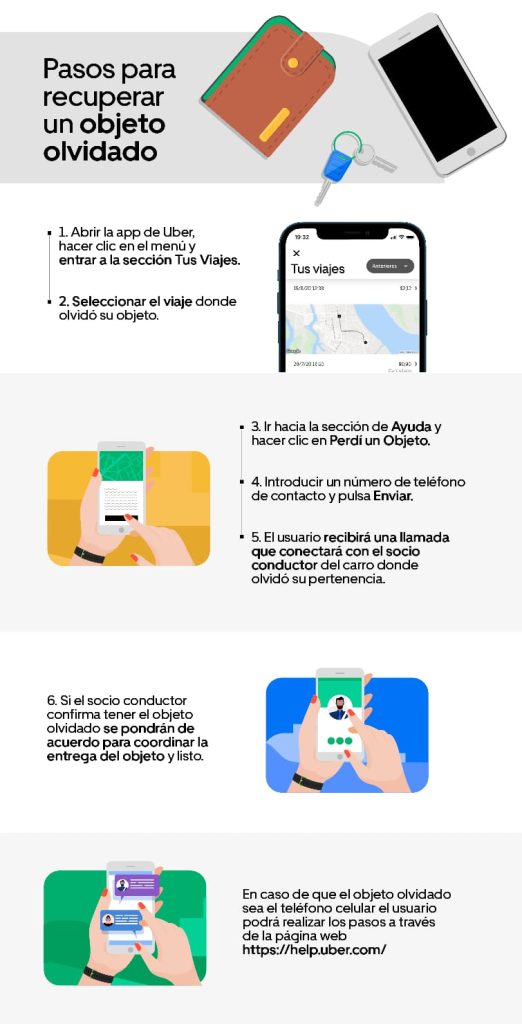 Pasos para
recuperar
un objeto
olvidado
1. Abrir la app de Uber,
hacer clic en el menú y
entrar a la sección Tus Viajes.
2. Seleccionar el viaje donde
olvidó su objeto.
19:32
Tus viajes
Anteriores
Google
3. Ir hacia la sección de Ayuda y
hacer clic en Perdí un Objeto.
4. Introducir un número de teléfono
de contacto y pulsa Enviar.
5. El usuario recibirá una llamada
que conectará con el socio
conductor del carro donde
olvidó su pertenencia.
6. Si el socio conductor
confirma tener el objeto
olvidado se pondrán de
acuerdo para coordinar la
entrega del objeto y listo.
En caso de que el objeto olvidado
sea el teléfono celular el usuario
podrá realizar los pasos a través
de la página web
https://help.uber.com/